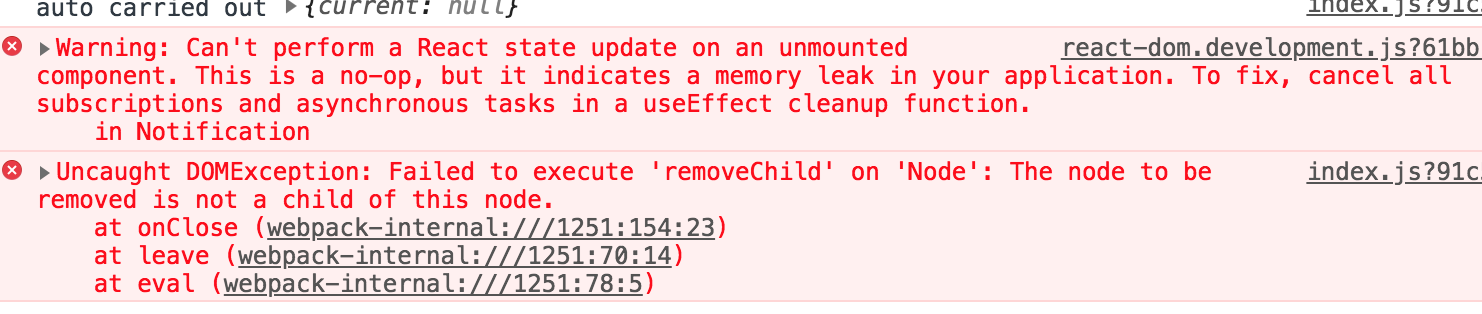 auto carried out ▶{current: null} index.js?91c
▶Warning: Can't perform a React state update on an unmounted react-dom.development.js?61bb
component. This is a no-op, but it indicates a memory leak in your application. To fix, cancel all
subscriptions and asynchronous tasks in a useEffect cleanup function.
in Notification
▶Uncaught DOMException: Failed to execute 'removeChild' on 'Node': The node to be index.js?91c
removed is not a child of this node.
at onClose (webpack-internal:///1251:154:23)
at leave (webpack-internal:///1251:70:14)
at eval (webpack-internal:///1251:78:5)